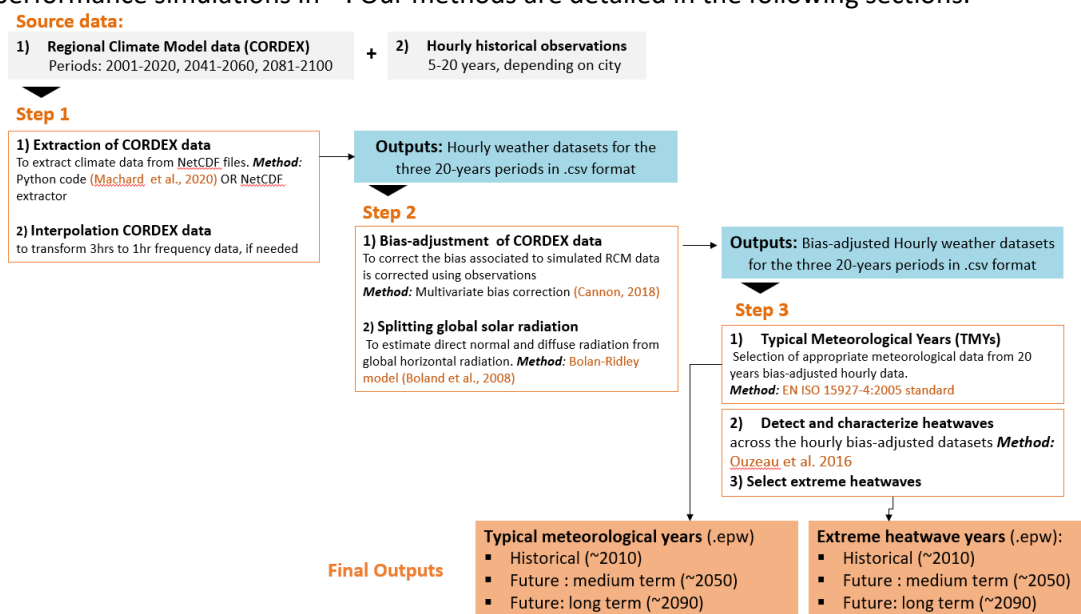 performance simulations in   . Our methods are detailed in the following sections.
Source data:
1) Regional Climate Model data (CORDEX)
Periods: 2001-2020, 2041-2060, 2081-2100
+
2) Hourly historical observations
5-20 years, depending on city
Step 1
1) Extraction of CORDEX data
To extract climate data from NetCDF files. Method:
Python code (Machard et al., 2020) OR NetCDF
extractor
2) Interpolation CORDEX data
to transform 3hrs to 1hr frequency data, if needed
Outputs: Hourly weather datasets for the
three 20-years periods in .csv format
Step 2
1) Bias-adjustment of CORDEX data
To correct the bias associated to simulated RCM data
is corrected using observations
Method: Multivariate bias correction (Cannon, 2018)
2) Splitting global solar radiation
To estimate direct normal and diffuse radiation from
global horizontal radiation. Method: Bolan-Ridley
model (Boland et al., 2008)
Outputs: Bias-adjusted Hourly weather datasets
for the three 20-years periods in .csv format
Step 3
1) Typical Meteorological Years (TMYs)
Selection of appropriate meteorological data from 20
years bias-adjusted hourly data.
Method: EN ISO 15927-4:2005 standard
2) Detect and characterize heatwaves
across the hourly bias-adjusted datasets Method:
Ouzeau et al. 2016
3) Select extreme heatwaves
Final Outputs
Typical meteorological years (.epw)
▪ Historical (~2010)
▪ Future : medium term (~2050)
▪ Future: long term (~2090)
Extreme heatwave years (.epw):
▪ Historical (~2010)
▪ Future : medium term (~2050)
▪ Future: long term (~2090)